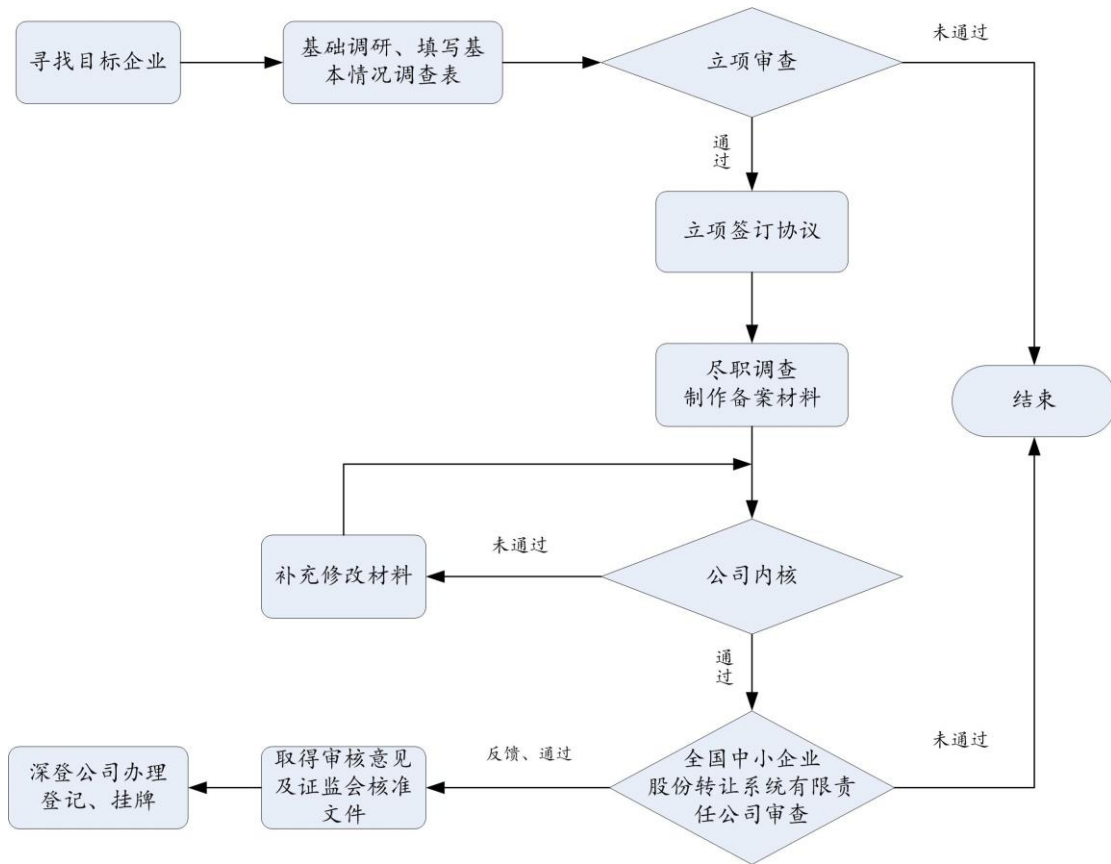 寻找目标企业
基础调研、填写基
本情况调查表
立项审查
未通过
通
过
立项签订协议
尽职调查
制作备案材料
结束
补充修改材料
未通过
公司内核
通
过
深登公司办理
登记、挂牌
取得审核意见
及证监会核准
文件
反馈、通过
全国中小企业
股份转让系统有限责
任公司审查
未通过